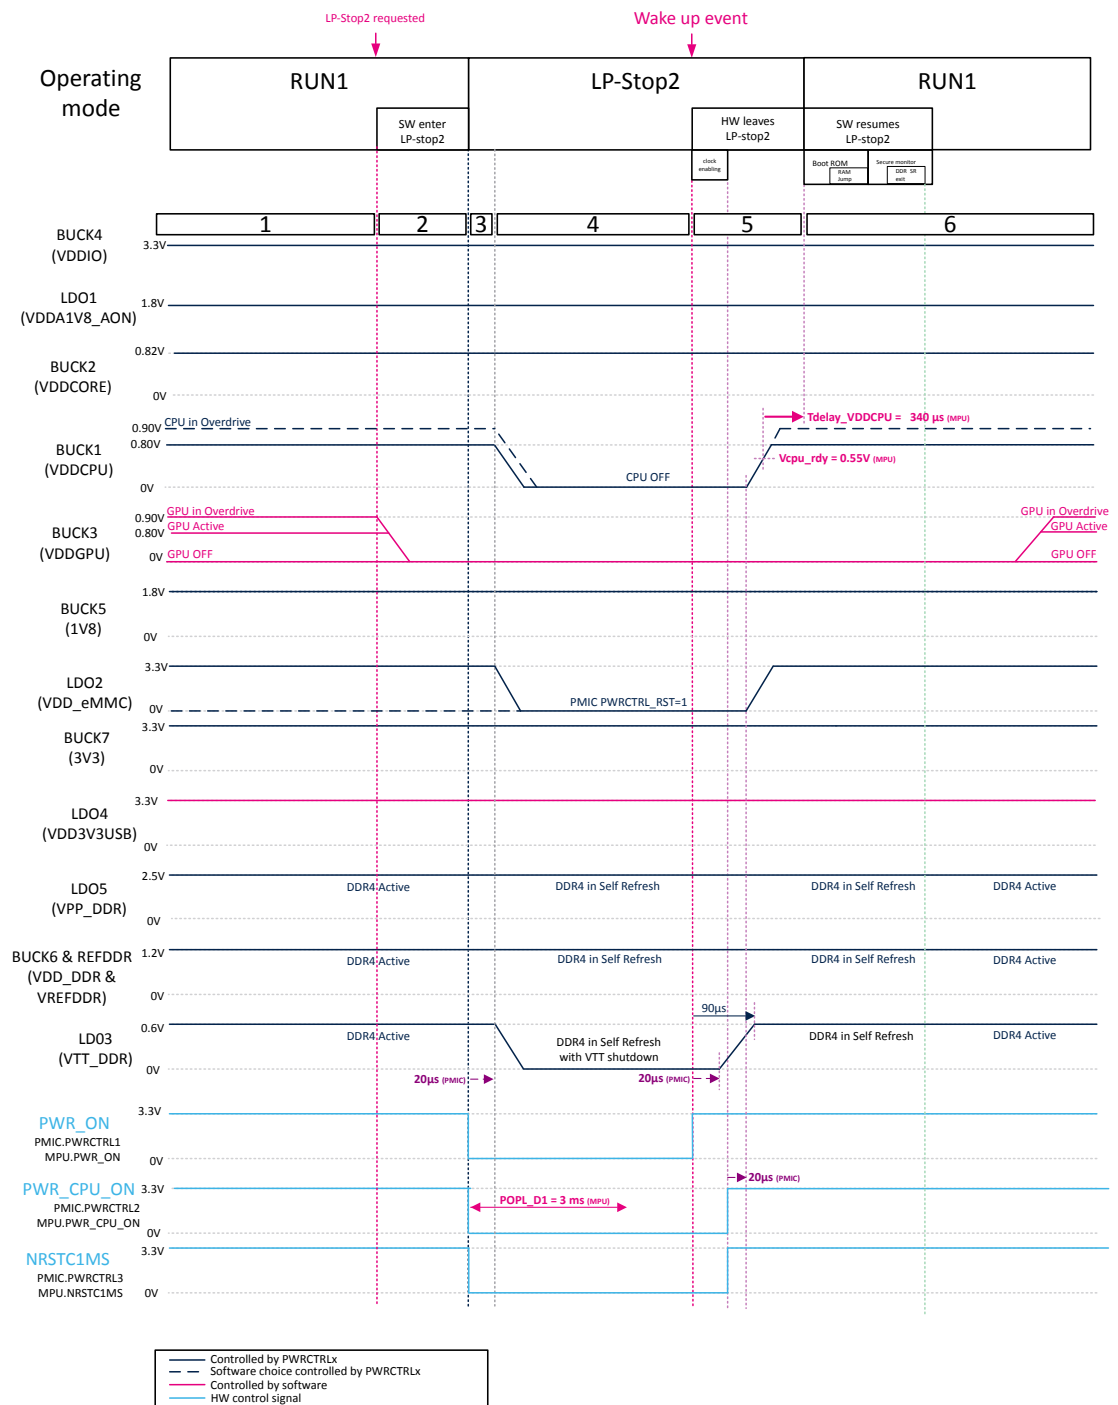 LP-Stop2 requested
Wake up event
Operating
mode
RUN1
LP-Stop2
RUN1
SW enter
LP-stop2
HW leaves
LP-stop2
SW resumes
LP-stop2
clock
enabling
Boot ROM
RAM
Jump
Secure monitor
DDR SR
exit
1
2
3
4
5
6
BUCK4
(VDDIO)
3.3V
LDO1
(VDDA1V8_AON)
1.8V
BUCK2
(VDDCORE)
0.82V
0V
BUCK1
(VDDCPU)
0.90V
CPU in Overdrive
0.80V
0V
CPU OFF
Tdelay_VDDCPU = 340 µs (MPU)
Vcpu_rdy = 0.55V (MPU)
BUCK3
(VDDGPU)
GPU in Overdrive
0.90V
GPU Active
0.80V
0V
GPU OFF
GPU in Overdrive
GPU Active
GPU OFF
BUCK5
(1V8)
1.8V
0V
LDO2
(VDD_eMMC)
3.3V
0V
PMIC PWRCTRL_RST=1
BUCK7
(3V3)
3.3V
0V
LDO4
(VDD3V3USB)
3.3V
0V
LDO5
(VPP_DDR)
2.5V
0V
DDR4 Active
DDR4 in Self Refresh
DDR4 in Self Refresh
DDR4 Active
BUCK6 & REFDDR
(VDD_DDR &
VREFDDR)
1.2V
0V
DDR4 Active
DDR4 in Self Refresh
DDR4 in Self Refresh
DDR4 Active
90µs
LD03
(VTT_DDR)
0.6V
0V
DDR4 Active
DDR4 in Self Refresh
with VTT shutdown
DDR4 in Self Refresh
DDR4 Active
20µs (PMIC)
20µs (PMIC)
PWR_ON
PMIC.PWRCTRL1
MPU.PWR_ON
3.3V
0V
20µs (PMIC)
PWR_CPU_ON
PMIC.PWRCTRL2
MPU.PWR_CPU_ON
3.3V
0V
POPL_D1 = 3 ms (MPU)
NRSTC1MS
PMIC.PWRCTRL3
MPU.NRSTC1MS
3.3V
0V
Controlled by PWRCTRLx
Software choice controlled by PWRCTRLx
Controlled by software
HW control signal